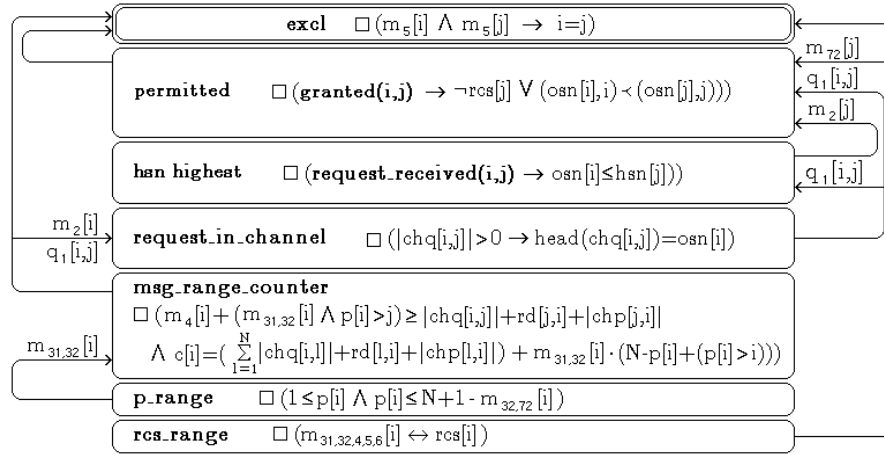 excl □ (m₅[i] ∧ m₅[j] → i=j)
m₇₂[j]
permitted □ (granted(i,j) → ¬rcs[j] ∨ (osn[i],i) ≺ (osn[j],j)))
q₁[i,j]
m₂[j]
hsn highest □ (request_received(i,j) → osn[i]≤hsn[j]))
q₁[i,j]
m₂[i]
request_in_channel □ (|chq[i,j]|>0 → head(chq[i,j])=osn[i])
q₁[i,j]
msg_range_counter
□ (m₄[i]+(m₃₁,₃₂[i] ∧ p[i]>j) ≥ |chq[i,j]|+rd[j,i]+|chp[j,i]|
m₃₁,₃₂[i]
∧ c[i]=( N∑l=1 |chq[i,l]|+rd[l,i]+|chp[l,i]|) + m₃₁,₃₂[i]·(N-p[i]+(p[i]>i)))
p_range □ (1≤p[i] ∧ p[i]≤N+1-m₃₂,₇₂[i])
rcs_range □ (m₃₁,₃₂,₄,₅,₆[i] ↔ rcs[i])